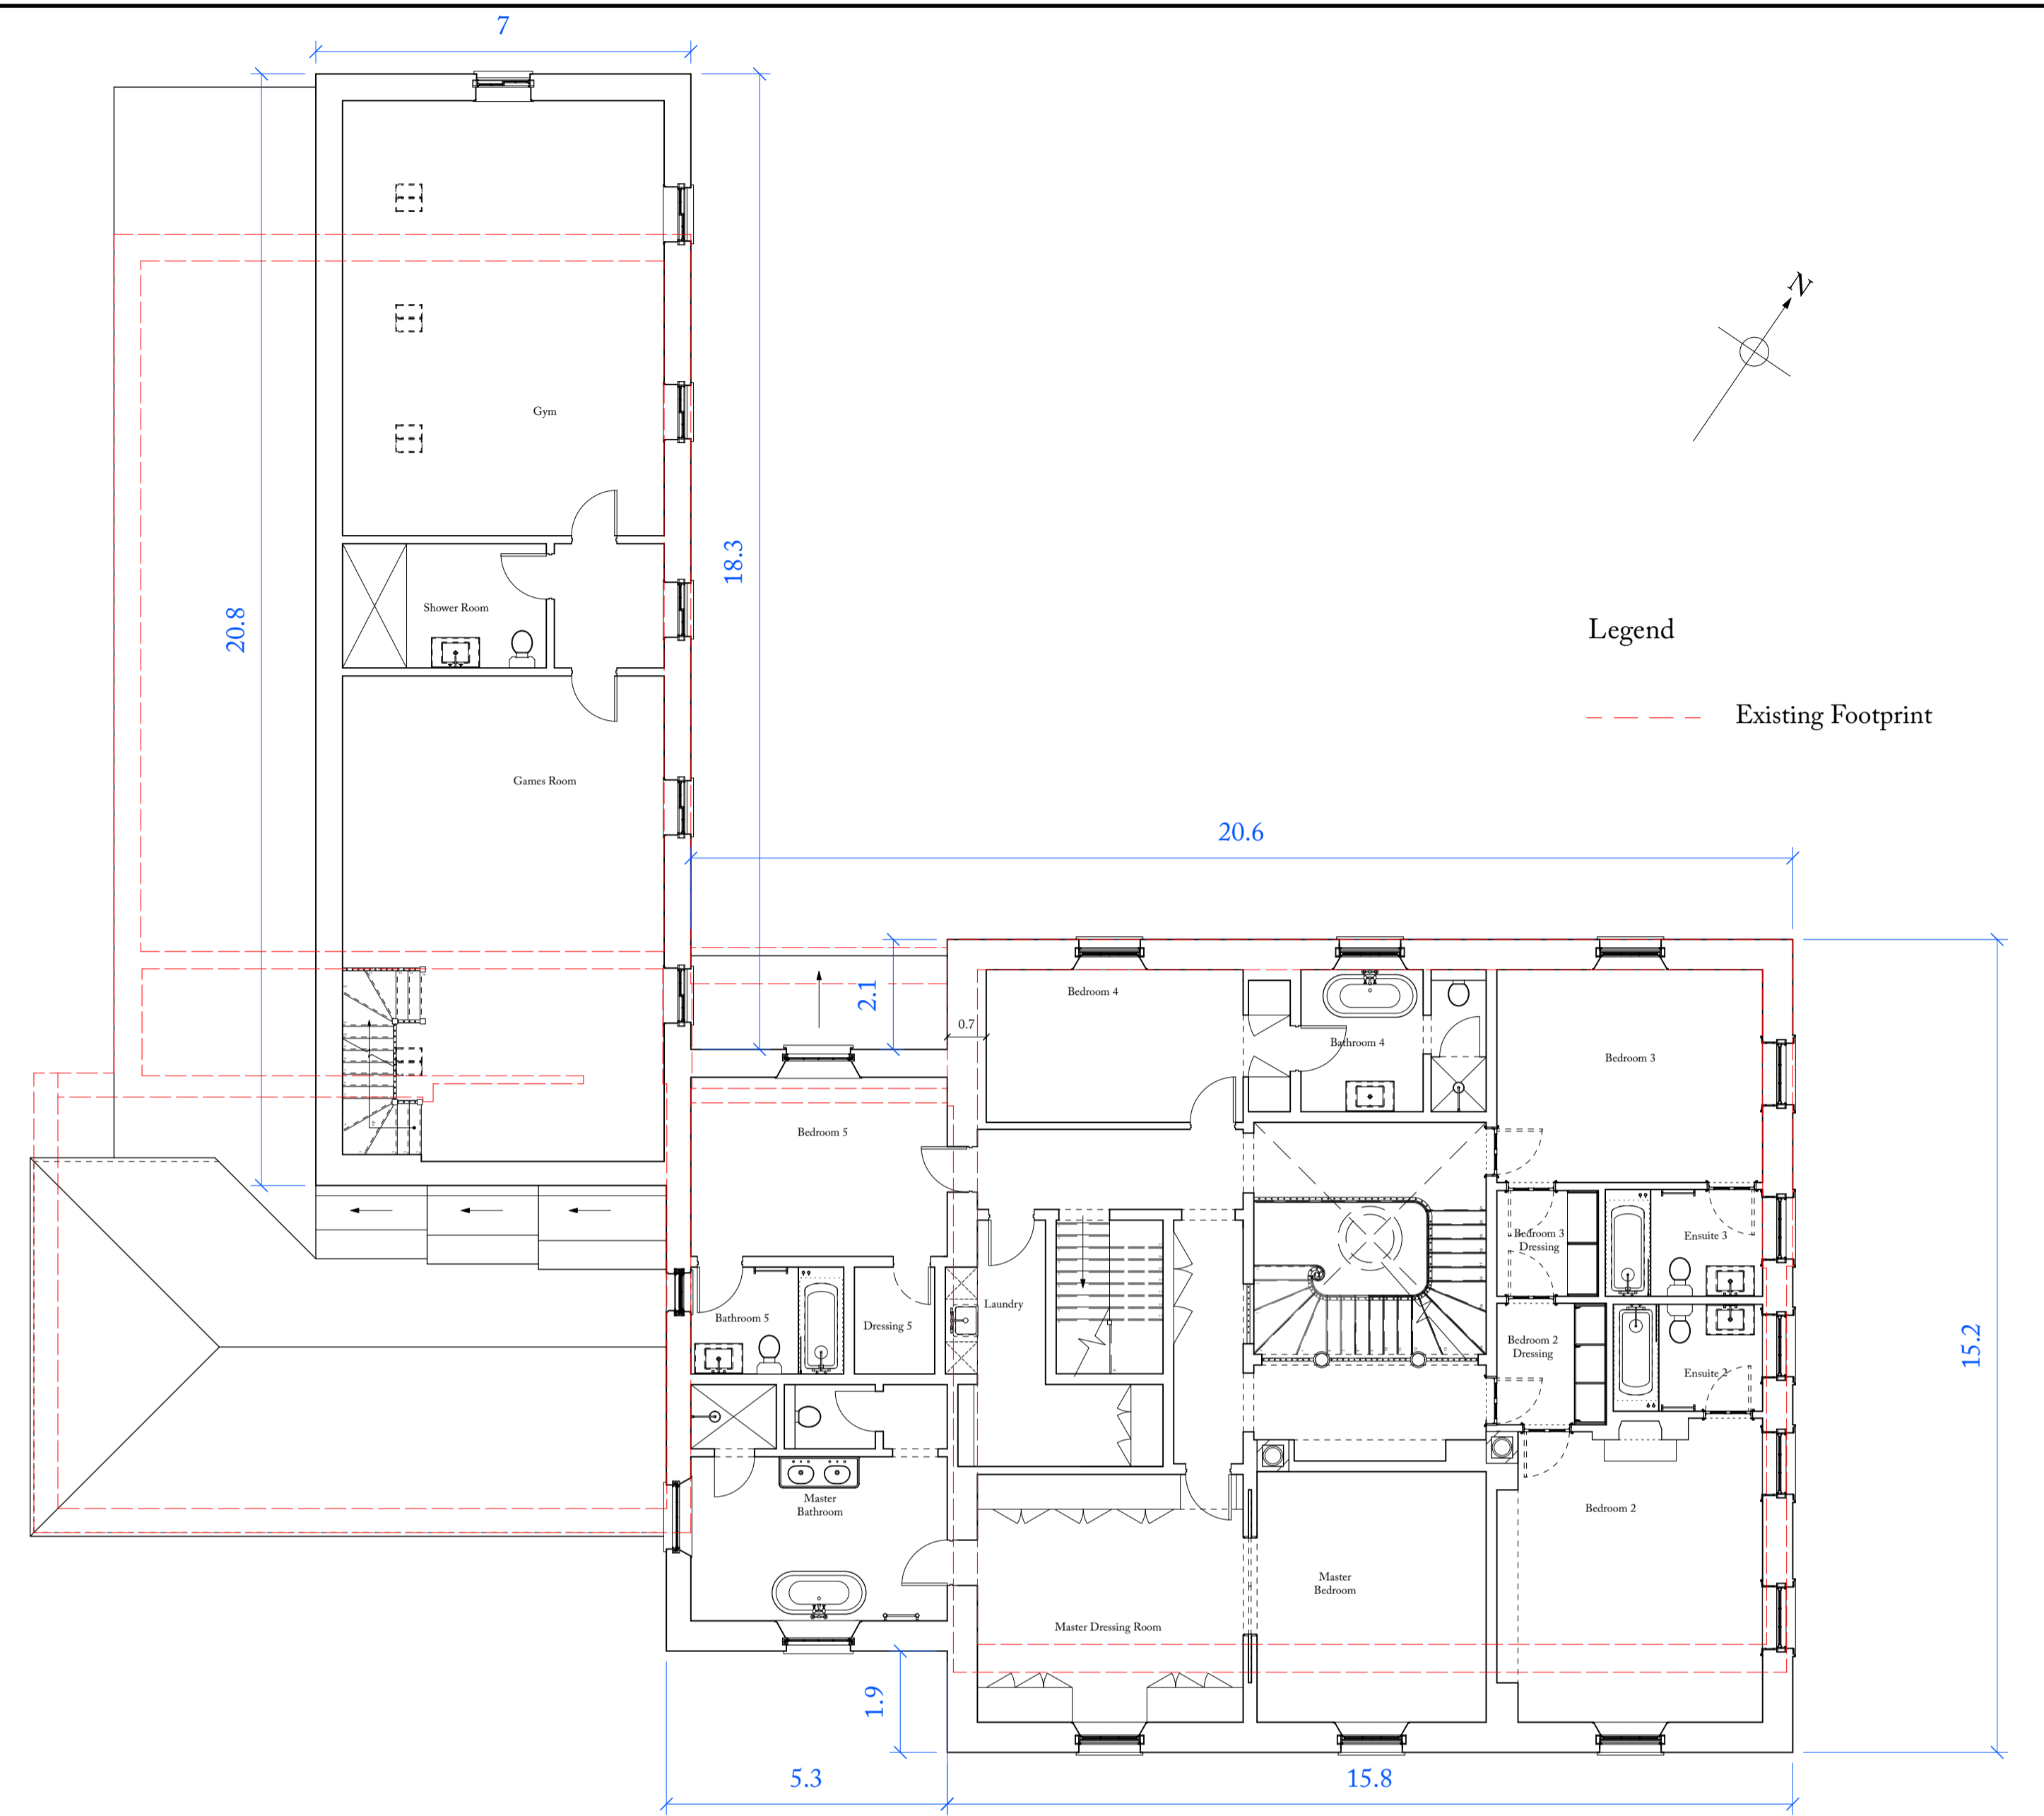 7
N
Gym
18.3
Shower Room
20.8
Legend
Existing Footprint
Games Room
20.6
2.1
Bedroom 4
0.7
Bathroom 4
Bedroom 3
Bedroom 5
Bedroom 3
Dressing
Ensuite 3
Laundry
Bathroom 5
Dressing 5
Bedroom 2
Dressing
Ensuite 2
15.2
Master
Bathroom
Bedroom 2
Master
Bedroom
Master Dressing Room
1.9
5.3
15.8